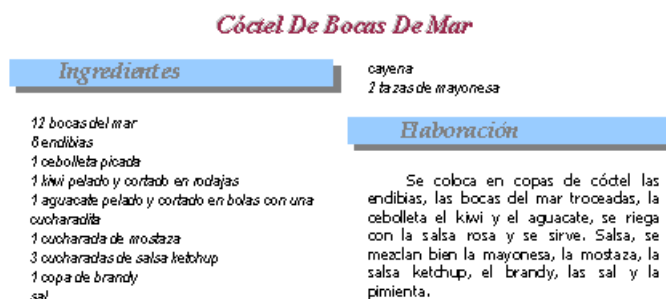 Cóctel De Bocas De Mar
Ingredientes
12 bocas del mar
8 endibias
1 cebolleta picada
1 kiwi pelado y cortado en rodajas
1 aguacate pelado y cortado en bolas con una
cucharadita
1 cucharada de mostaza
3 cucharadas de salsa ketchup
1 copa de brandy
sal
cayena
2 tazas de mayonesa
Elaboración
Se coloca en copas de cóctel las
endibias, las bocas del mar troceadas, la
cebolleta el kiwi y el aguacate, se riega
con la salsa rosa y se sirve. Salsa, se
mezclan bien la mayonesa, la mostaza, la
salsa ketchup, el brandy, las sal y la
pimienta.